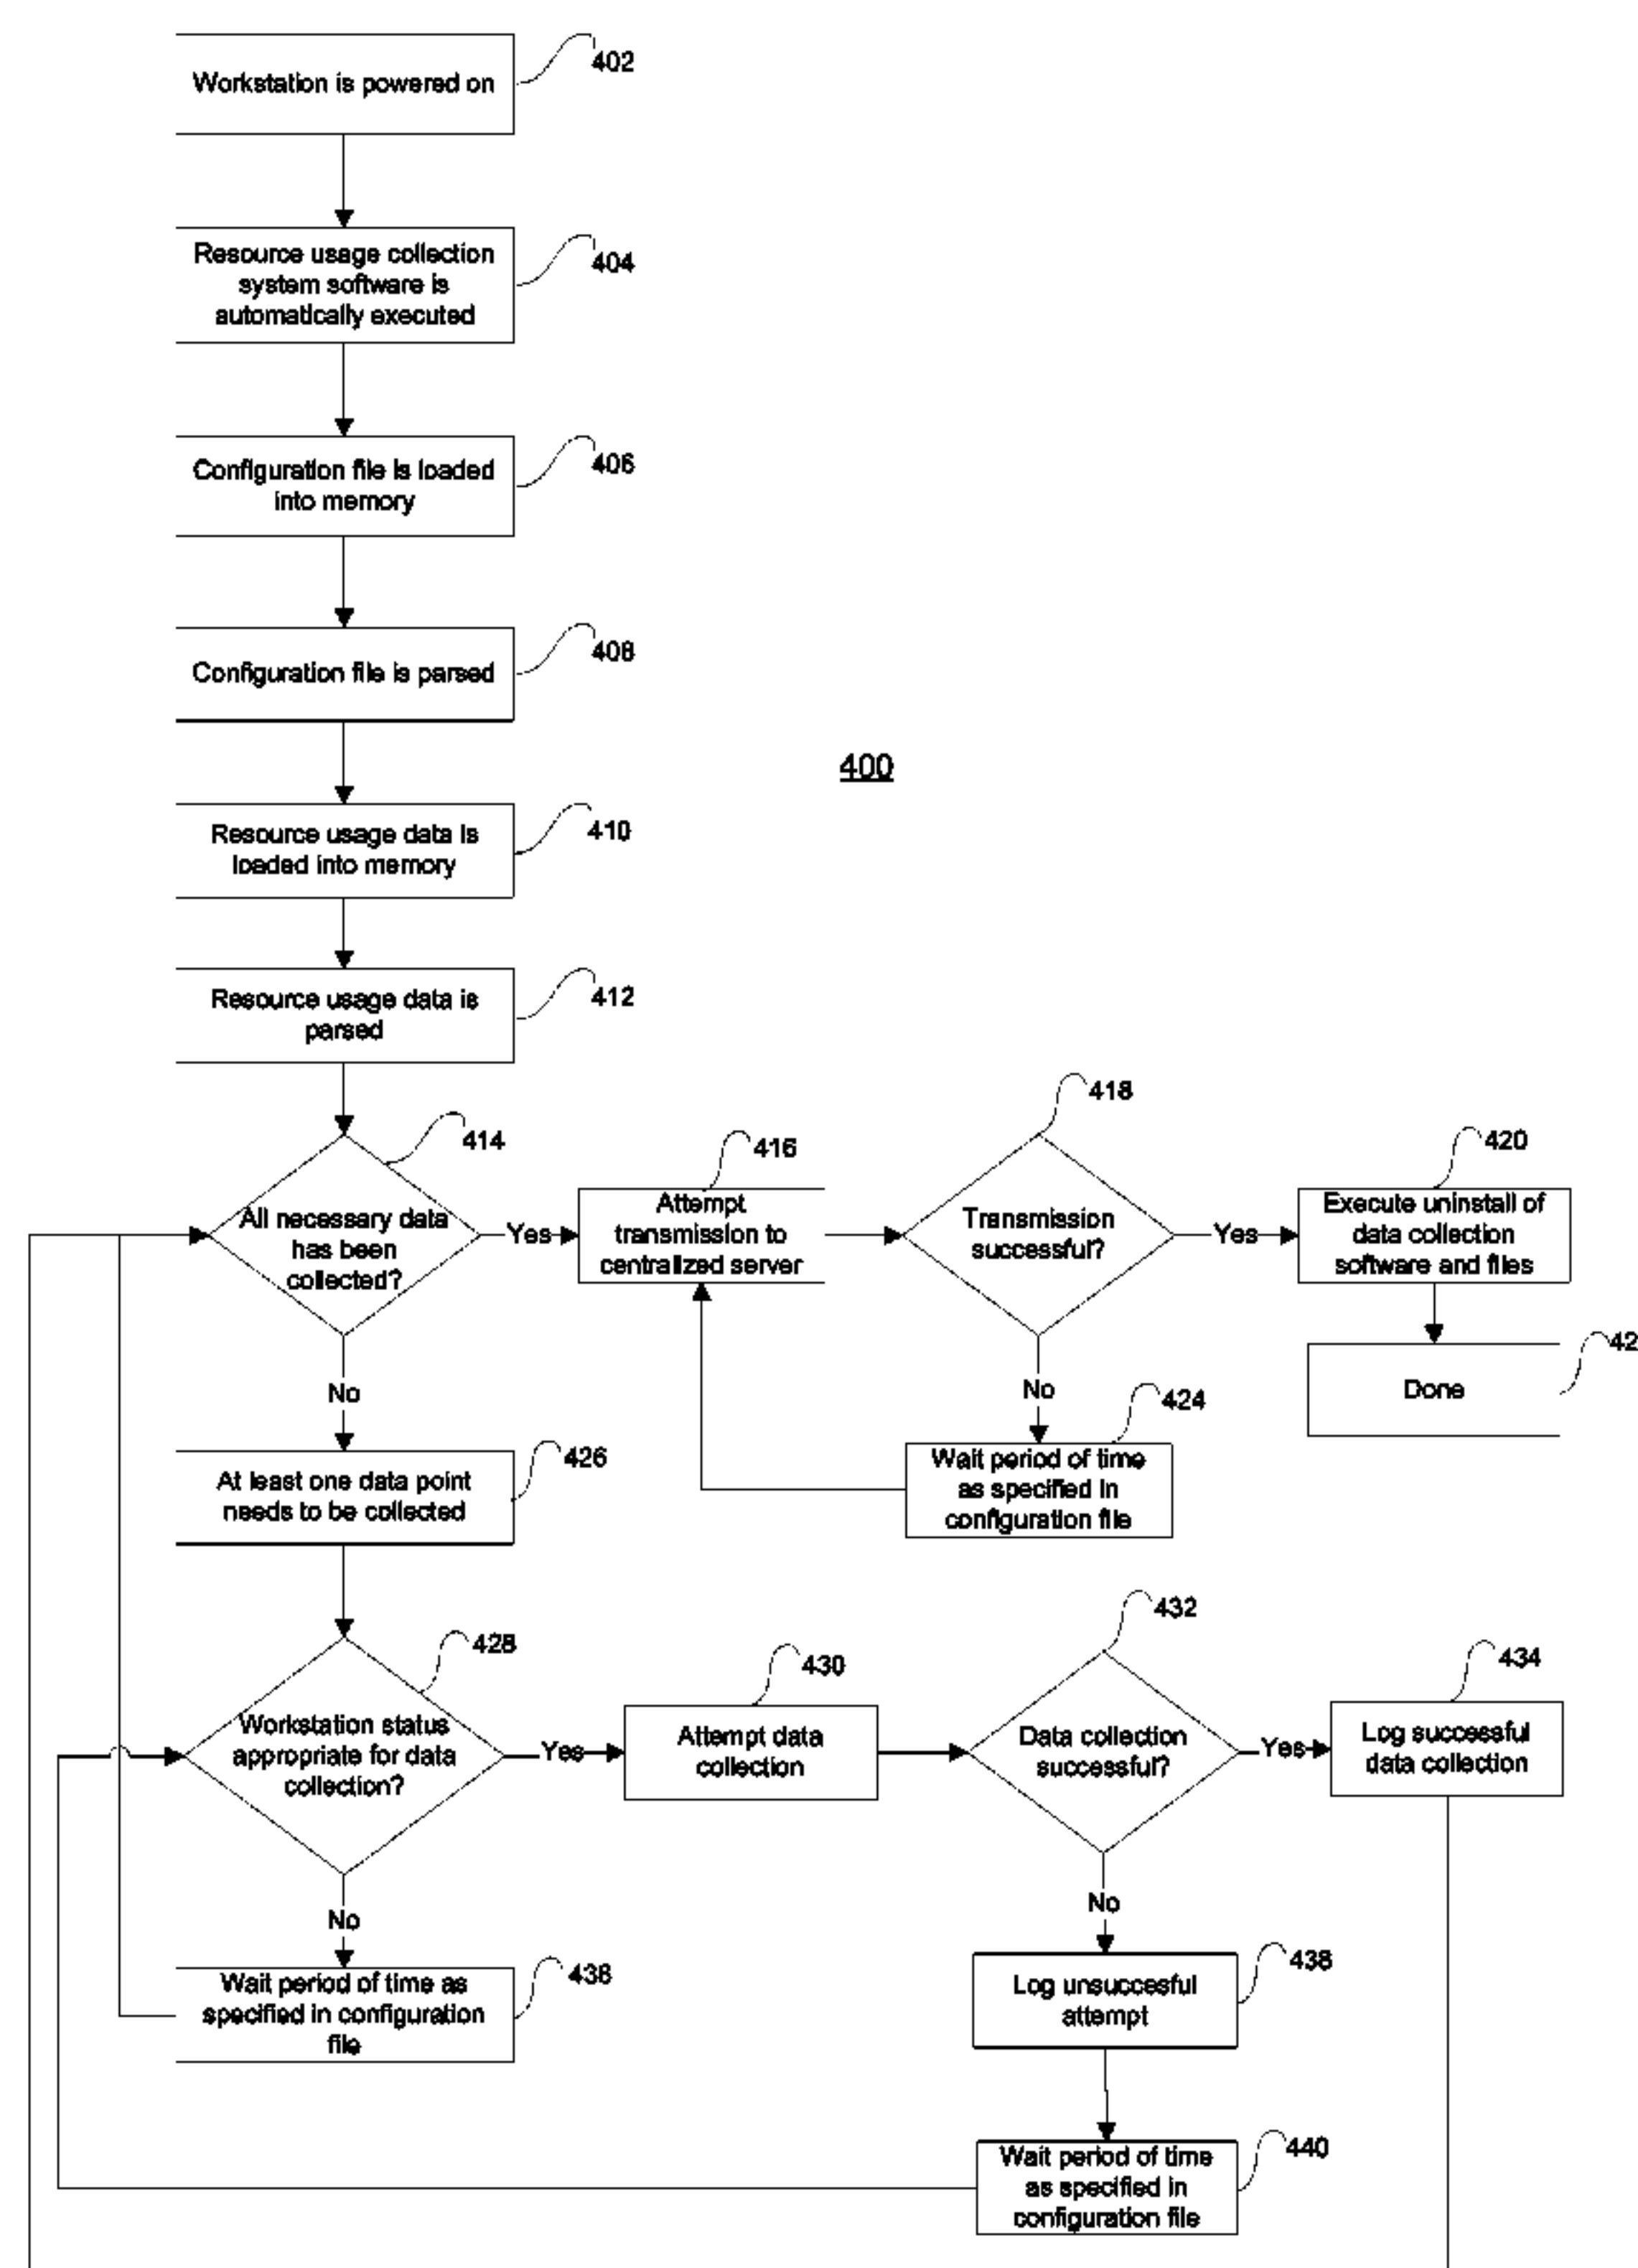 Workstation is powered on
402
Resource usage collection
system software is
automatically executed
404
Configuration file is loaded
into memory
406
Configuration file is parsed
408
400
Resource usage data is
loaded into memory
410
Resource usage data is
parsed
412
414
All necessary data
has been
collected?
Yes
416
Attempt
transmission to
centralized server
418
Transmission
successful?
Yes
420
Execute uninstall of
data collection
software and files
42
Done
No
No
424
Wait period of time
as specified in
configuration file
426
At least one data point
needs to be collected
428
Workstation status
appropriate for data
collection?
Yes
430
Attempt data
collection
432
Data collection
successful?
Yes
434
Log successful
data collection
No
No
Wait period of time as
specified in configuration
file
Log unsuccesful
attempt
438
440
Wait period of time
as specified in
configuration file